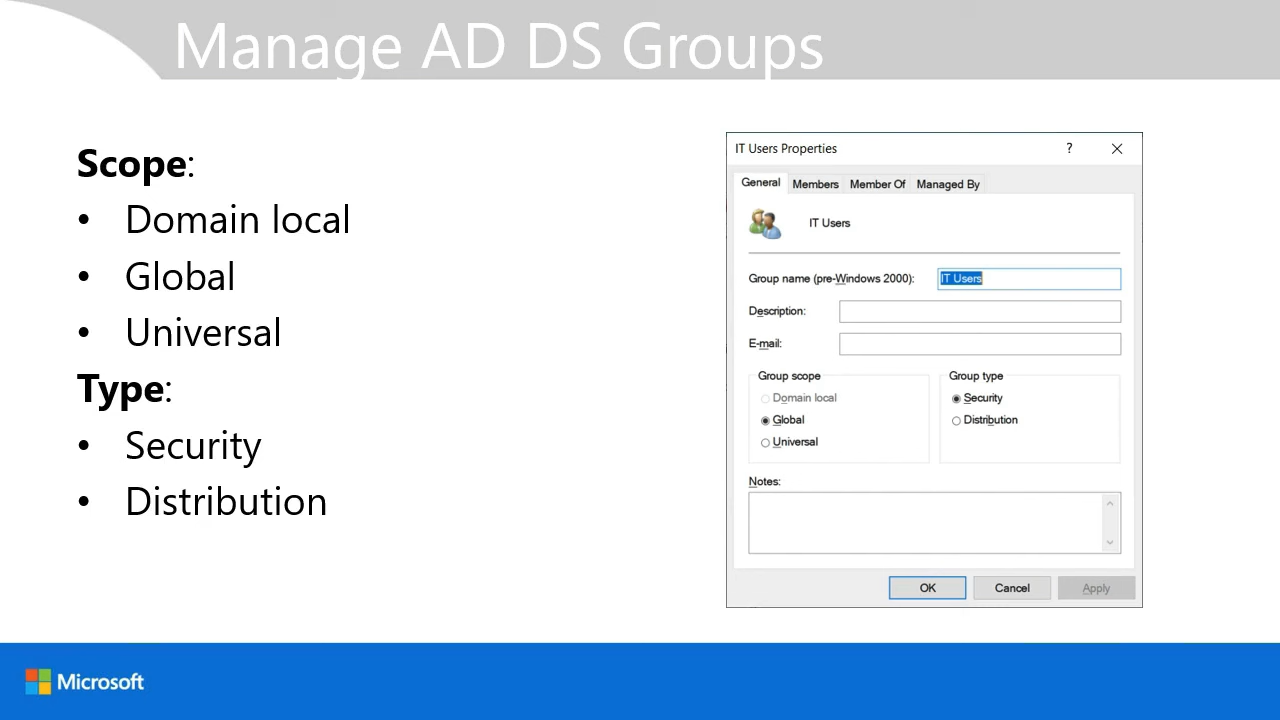 Manage AD DS Groups
Scope:
• Domain local
• Global
• Universal
Type:
• Security
• Distribution
IT Users Properties ?
General Members Member Of Managed By
IT Users
Group name (pre-Windows 2000): IT Users
Description:
E-mail:
Group scope
Domain local
Global
Universal
Group type
Security
Distribution
Notes:
OK Cancel Apply
Microsoft